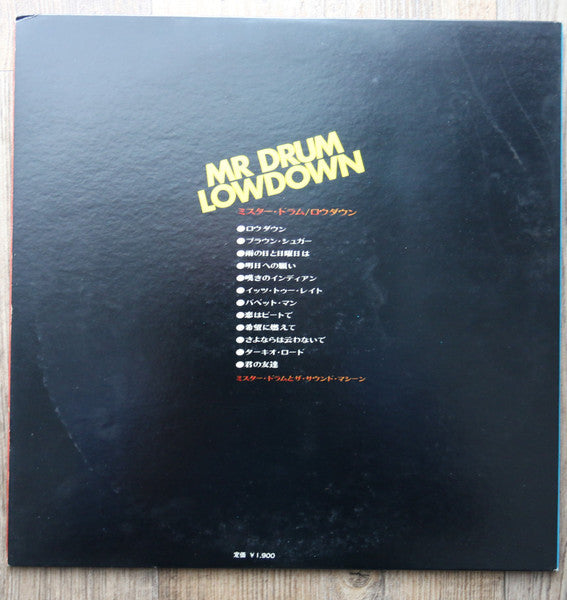 MR DRUM
LOWDOWN
ミスター・ドラム/ロウダウン
●ロウダウン
●ブラウン・シュガー
●雨の日と日曜日は
●明日への願い
●嘆きのインディアン
●イッツ・トゥー・レイト
●パペット・マン
●恋はビートで
●希望に燃えて
●さよならは云わないで
●ダーキオ・ロード
●君の友達
ミスター・ドラムとザ・サウンド・マシーン
定価 ￥1,900